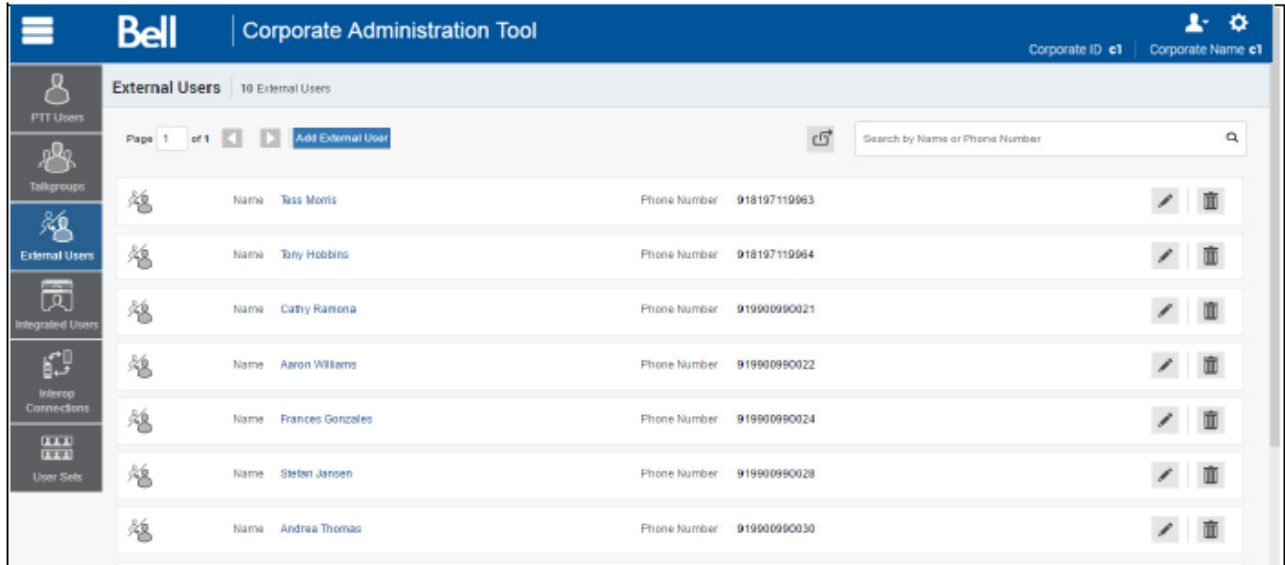 Bell Corporate Administration Tool
Corporate ID c1 Corporate Name c1
PTT Users
Talkgroups
External Users
Integrated Users
Interop
Connections
User Sets
External Users 10 External Users
Page 1 of 1 Add External User Search by Name or Phone Number
Name Tess Morris Phone Number 918197119963
Name Tony Hobbins Phone Number 918197119964
Name Cathy Ramona Phone Number 919900990021
Name Aaron Williams Phone Number 919900990022
Name Frances Gonzales Phone Number 919900990024
Name Stefan Jansen Phone Number 919900990028
Name Andrea Thomas Phone Number 919900990030